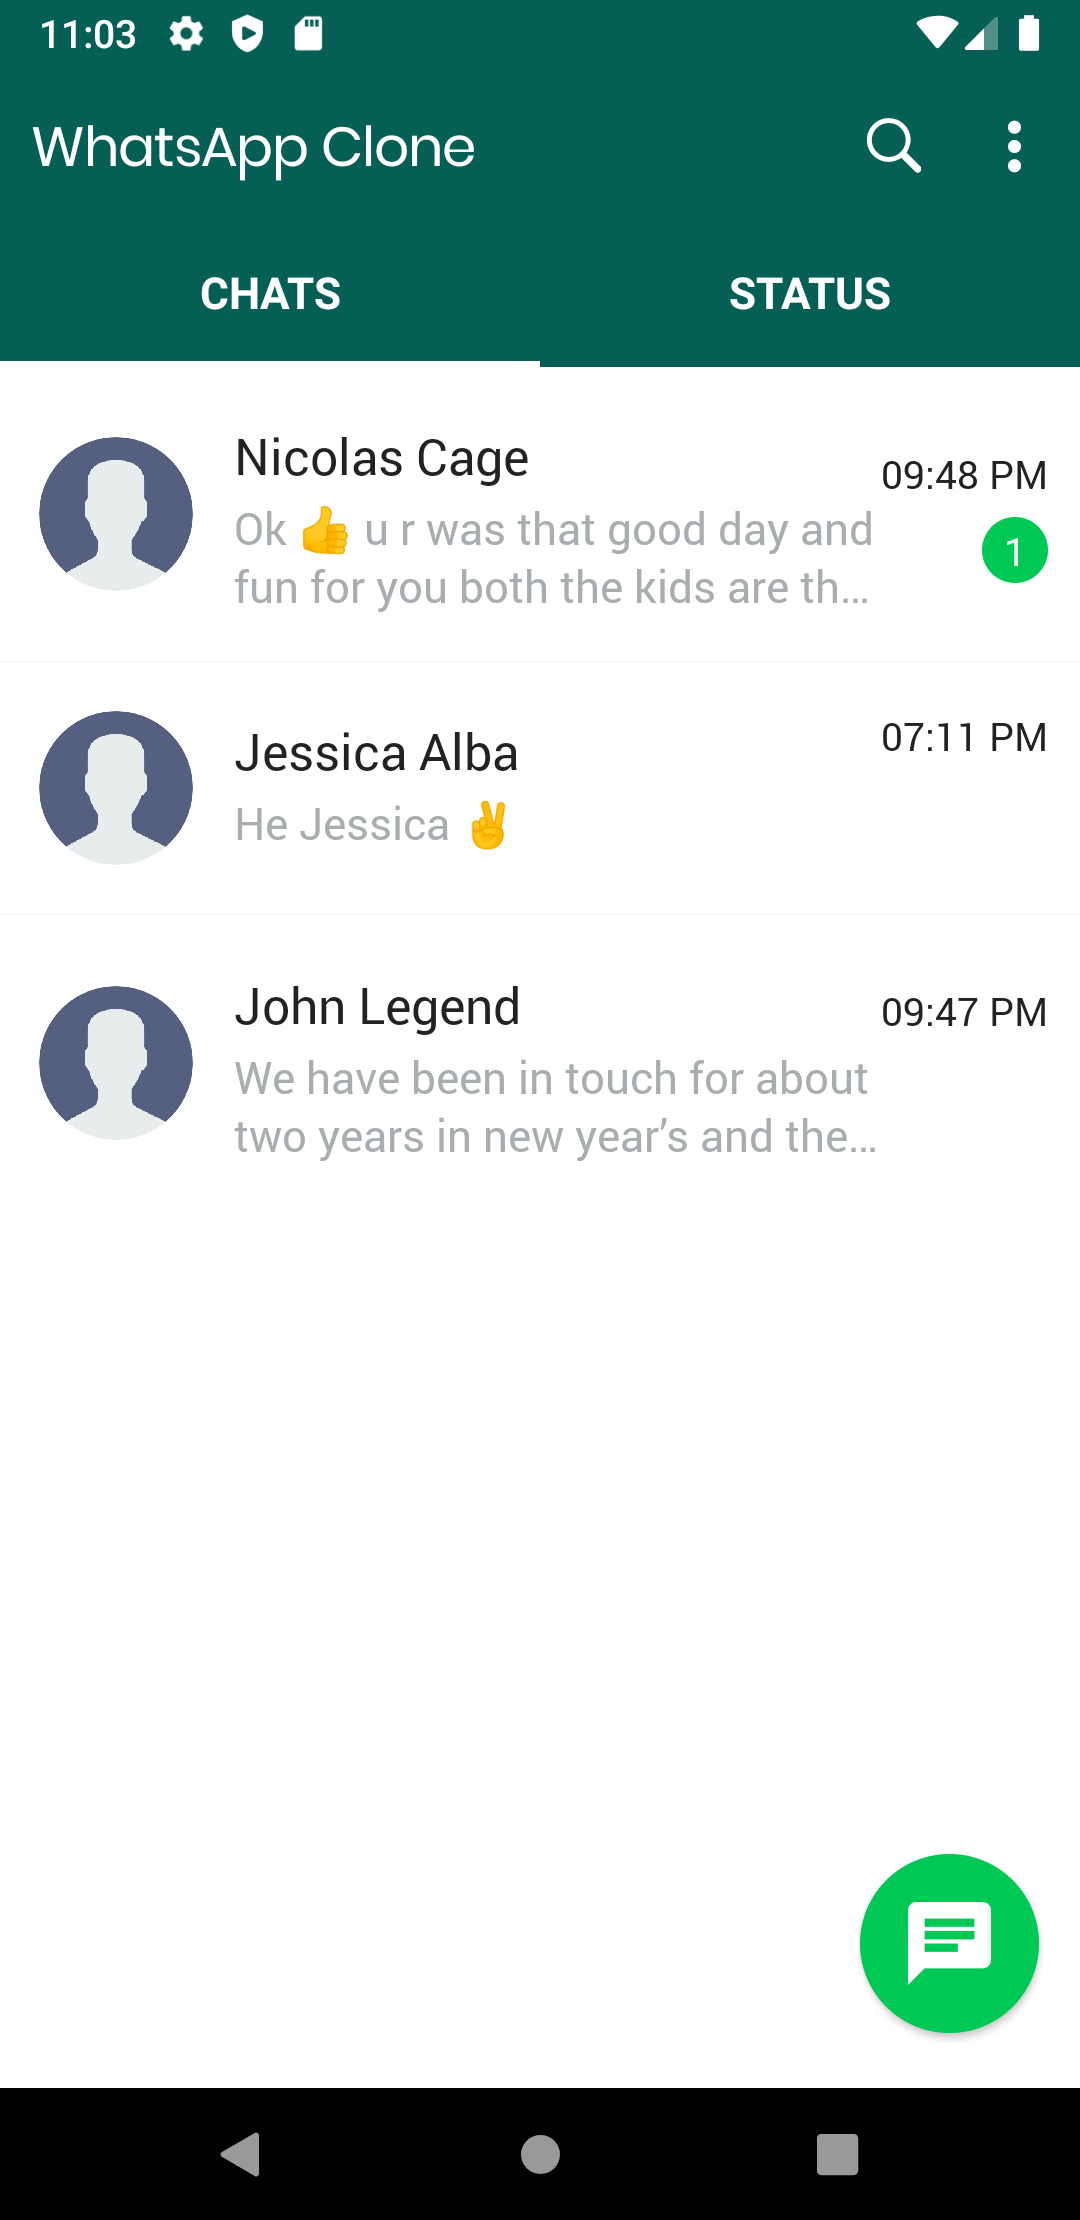 11:03
WhatsApp Clone
CHATS
STATUS
Nicolas Cage
09:48 PM
Ok 👍 u r was that good day and
fun for you both the kids are th...
1
Jessica Alba
07:11 PM
He Jessica ✌
John Legend
09:47 PM
We have been in touch for about
two years in new year’s and the...